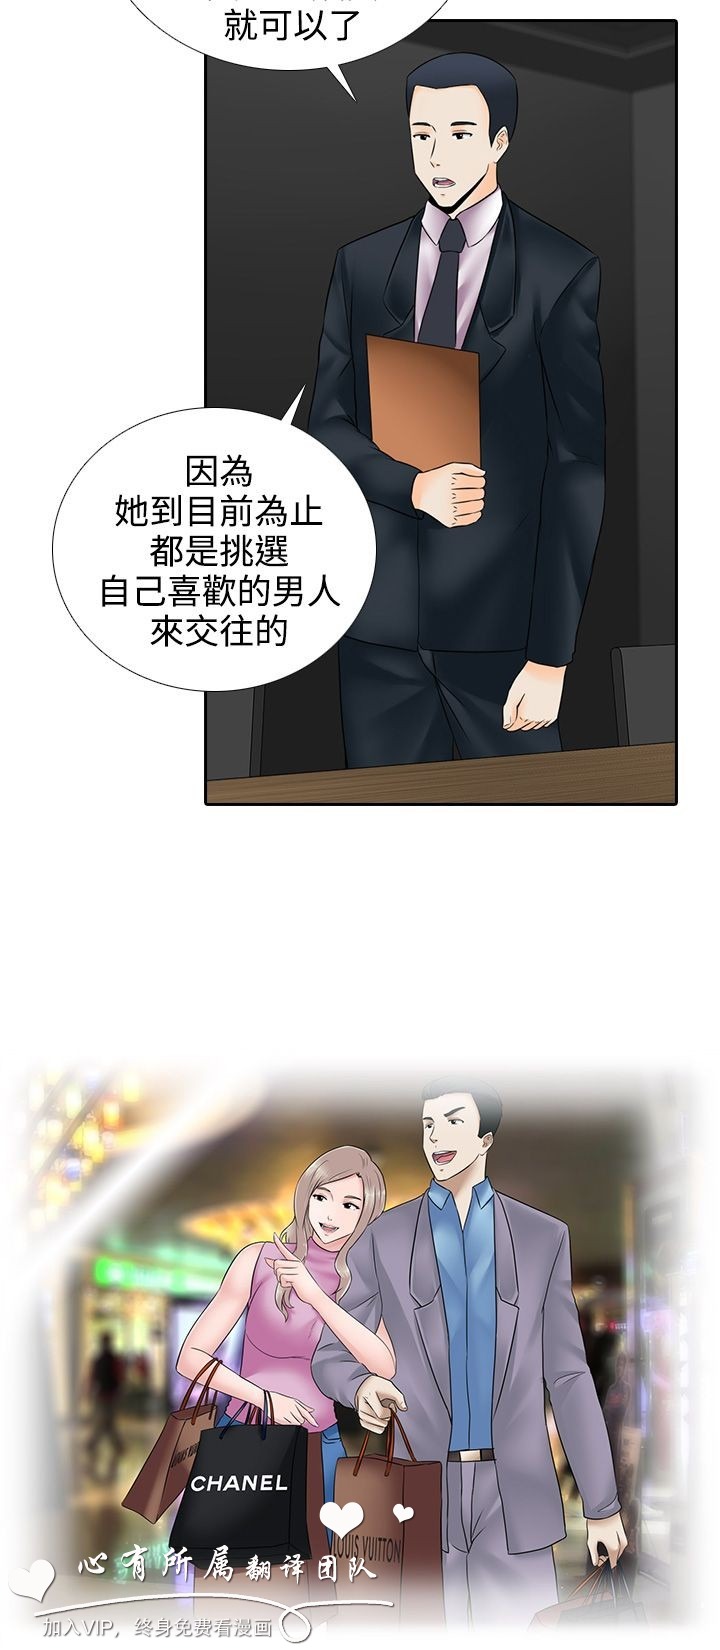 就可以了
因為
她到目前為止
都是挑選
自己喜歡的男人
來交往的
CHANEL
LOUIS VUITTON
心有所属翻译团队
加入VIP，终身免费看漫画